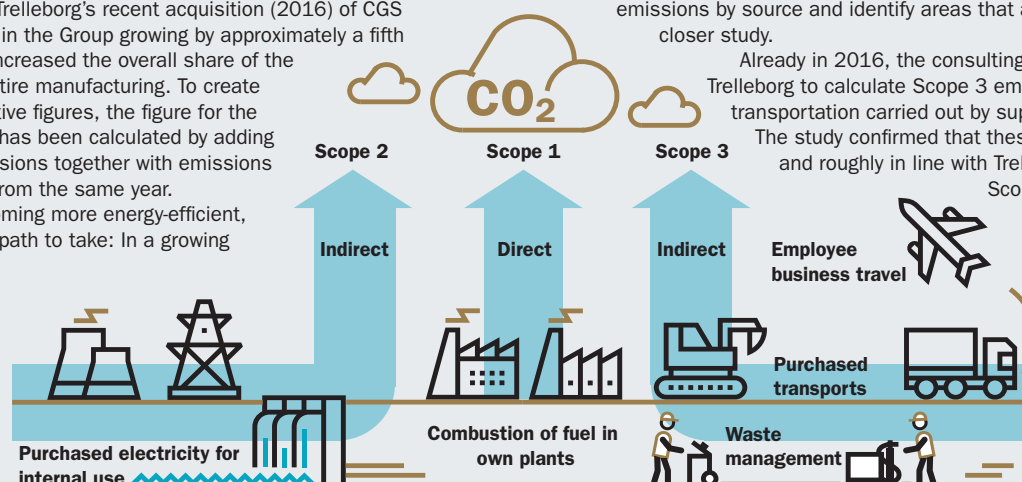 Trelleborg's recent acquisition (2016) of CGS
in the Group growing by approximately a fifth
ncreased the overall share of the
tire manufacturing. To create
tive figures, the figure for the
has been calculated by adding
sions together with emissions
rom the same year.
oming more energy-efficient,
path to take: In a growing
emissions by source and identify areas that a
closer study.
Already in 2016, the consulting
Trelleborg to calculate Scope 3 em
transportation carried out by sup
The study confirmed that thes
and roughly in line with Trel
Sco
CO2
Scope 2
Scope 1
Scope 3
Indirect
Direct
Indirect
Employee
business travel
Purchased
transports
Purchased electricity for
internal use
Combustion of fuel in
own plants
Waste
management